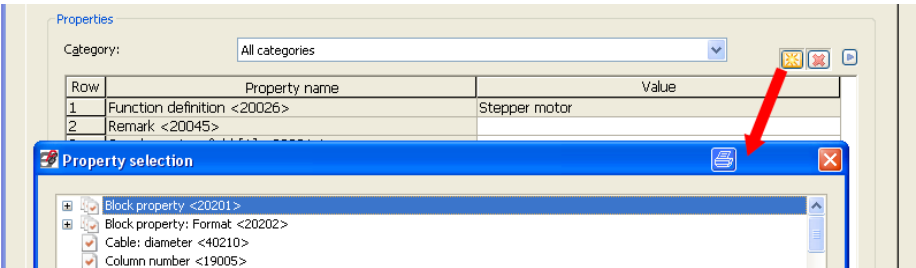 Properties
Category: All categories
Row Property name Value
1 Function definition <20026> Stepper motor
2 Remark <20045>
Property selection
Block property <20201>
Block property: Format <20202>
Cable: diameter <40210>
Column number <19005>